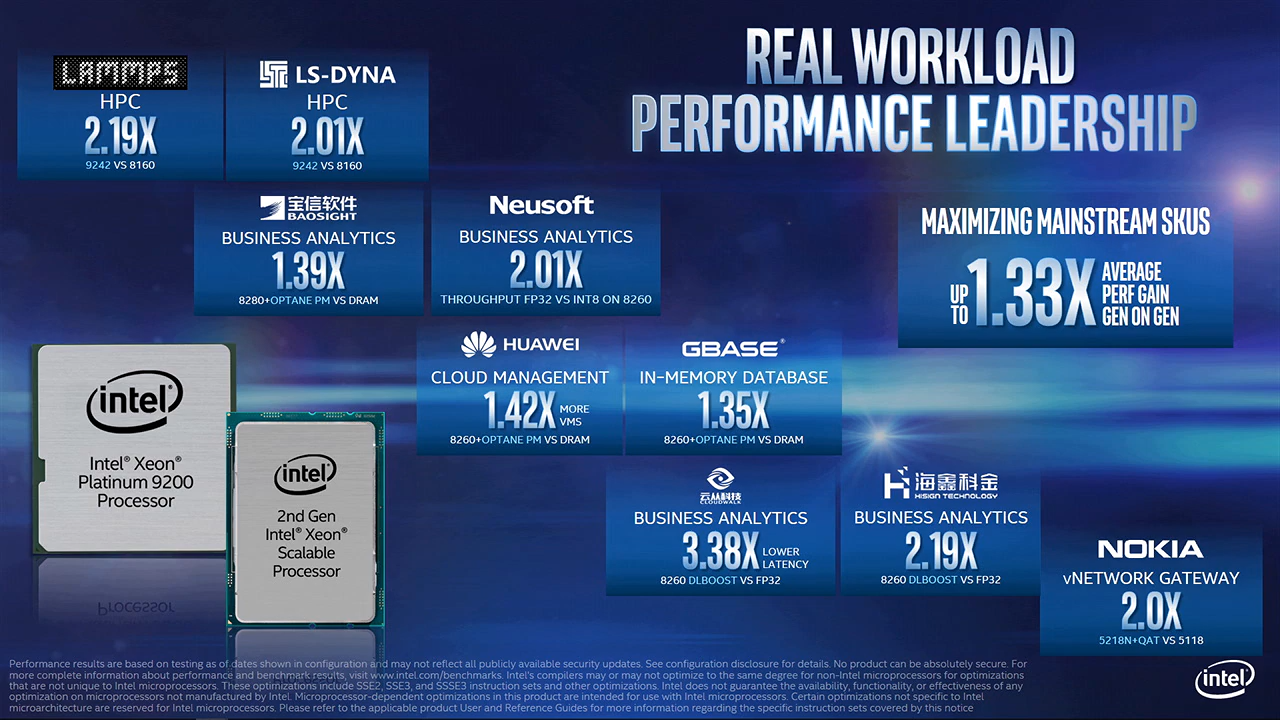 REAL WORKLOAD
PERFORMANCE LEADERSHIP
LAMMPS
HPC
2.19X
9242 VS 8160
LS-DYNA
HPC
2.01X
9242 VS 8160
宝信软件
BAOSIGHT
BUSINESS ANALYTICS
1.39X
8280+OPTANE PM VS DRAM
Neusoft
BUSINESS ANALYTICS
2.01X
THROUGHPUT FP32 VS INT8 ON 8260
MAXIMIZING MAINSTREAM SKUS
UP TO 1.33X AVERAGE PERF GAIN GEN ON GEN
HUAWEI
CLOUD MANAGEMENT
1.42X MORE VMS
8260+OPTANE PM VS DRAM
GBASE®
IN-MEMORY DATABASE
1.35X
8260+OPTANE PM VS DRAM
云从科技
CLOUDWALK
BUSINESS ANALYTICS
3.38X LOWER LATENCY
8260 DLBOOST VS FP32
海鑫科金
HISIGN TECHNOLOGY
BUSINESS ANALYTICS
2.19X
8260 DLBOOST VS FP32
NOKIA
vNETWORK GATEWAY
2.0X
5218N+QAT VS 5118
intel®
Intel® Xeon®
Platinum 9200
Processor
intel®
2nd Gen
Intel® Xeon®
Scalable
Processor
Performance results are based on testing as of dates shown in configuration and may not reflect all publicly available security updates. See configuration disclosure for details. No product can be absolutely secure. For
more complete information about performance and benchmark results, visit www.intel.com/benchmarks. Intel's compilers may or may not optimize to the same degree for non-Intel microprocessors for optimizations
that are not unique to Intel microprocessors. These optimizations include SSE2, SSE3, and SSSE3 instruction sets and other optimizations. Intel does not guarantee the availability, functionality, or effectiveness of any
optimization on microprocessors not manufactured by Intel. Microprocessor-dependent optimizations in this product are intended for use with Intel microprocessors. Certain optimizations not specific to Intel
microarchitecture are reserved for Intel microprocessors. Please refer to the applicable product User and Reference Guides for more information regarding the specific instruction sets covered by this notice
intel®